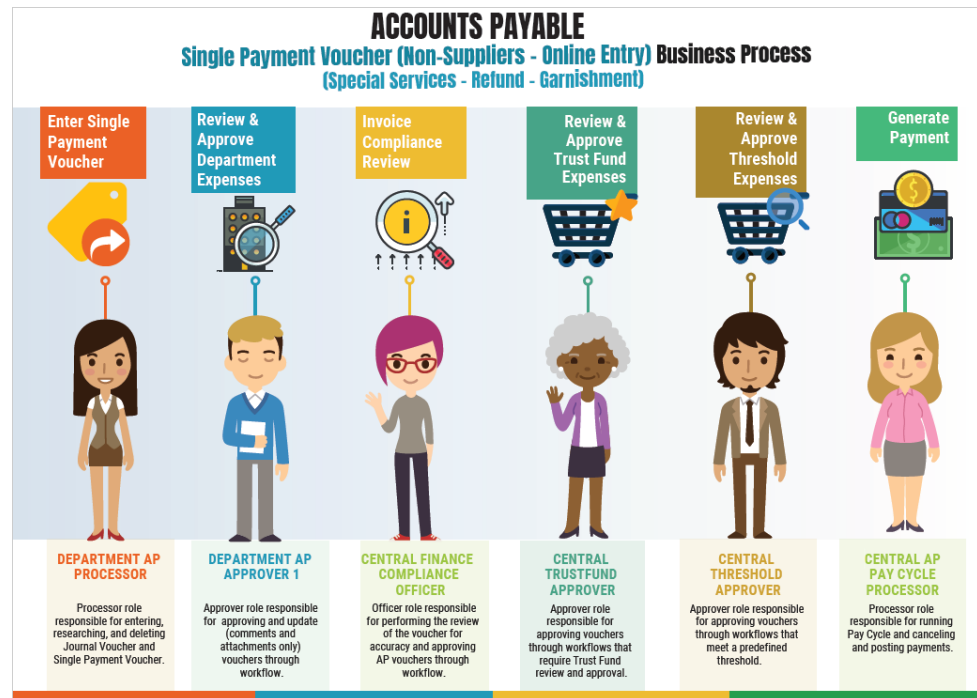 ACCOUNTS PAYABLE
Single Payment Voucher (Non-Suppliers - Online Entry) Business Process
(Special Services - Refund - Garnishment)
Enter Single
Payment
Voucher
Review &
Approve
Department
Expenses
Invoice
Compliance
Review
Review &
Approve
Trust Fund
Expenses
Review &
Approve
Threshold
Expenses
Generate
Payment
i
$
$
DEPARTMENT AP
PROCESSOR
Processor role
responsible for entering,
researching, and deleting
Journal Voucher and
Single Payment Voucher.
DEPARTMENT AP
APPROVER 1
Approver role responsible
for approving and update
(comments and
attachments only)
vouchers through
workflow.
CENTRAL FINANCE
COMPLIANCE
OFFICER
Officer role responsible
for performing the review
of the voucher for
accuracy and approving
AP vouchers through
workflow.
CENTRAL
TRUSTFUND
APPROVER
Approver role
responsible for
approving vouchers
through workflows that
require Trust Fund
review and approval.
CENTRAL
THRESHOLD
APPROVER
Approver role responsible
for approving vouchers
through workflows that
meet a predefined
threshold.
CENTRAL AP
PAY CYCLE
PROCESSOR
Processor role
responsible for running
Pay Cycle and canceling
and posting payments.